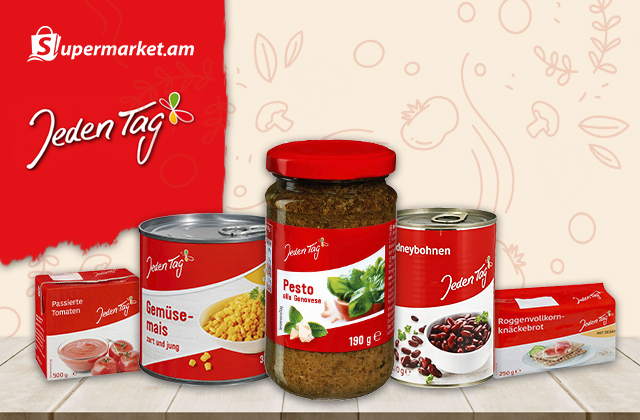 Supermarket.am
Jeden Tag
Passierte
Tomaten
Jeden Tag
500 g
Jeden Tag
Gemüse-
mais
zart und jung
Jeden Tag
Pesto
alla Genovese
190 g e
dneybohnen
Jeden Tag
Jeden Tag
Roggenvollkorn-
knäckebrot
250 g e